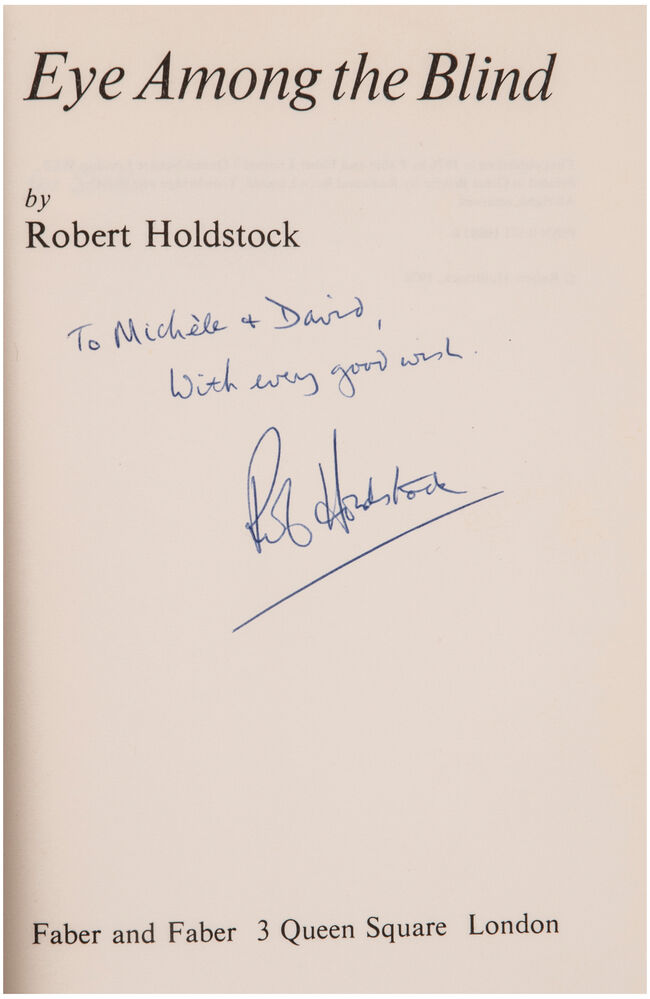 Eye Among the Blind
by
Robert Holdstock
To Michèle + David,
With every good wish.
Rob Holdstock
Faber and Faber 3 Queen Square London